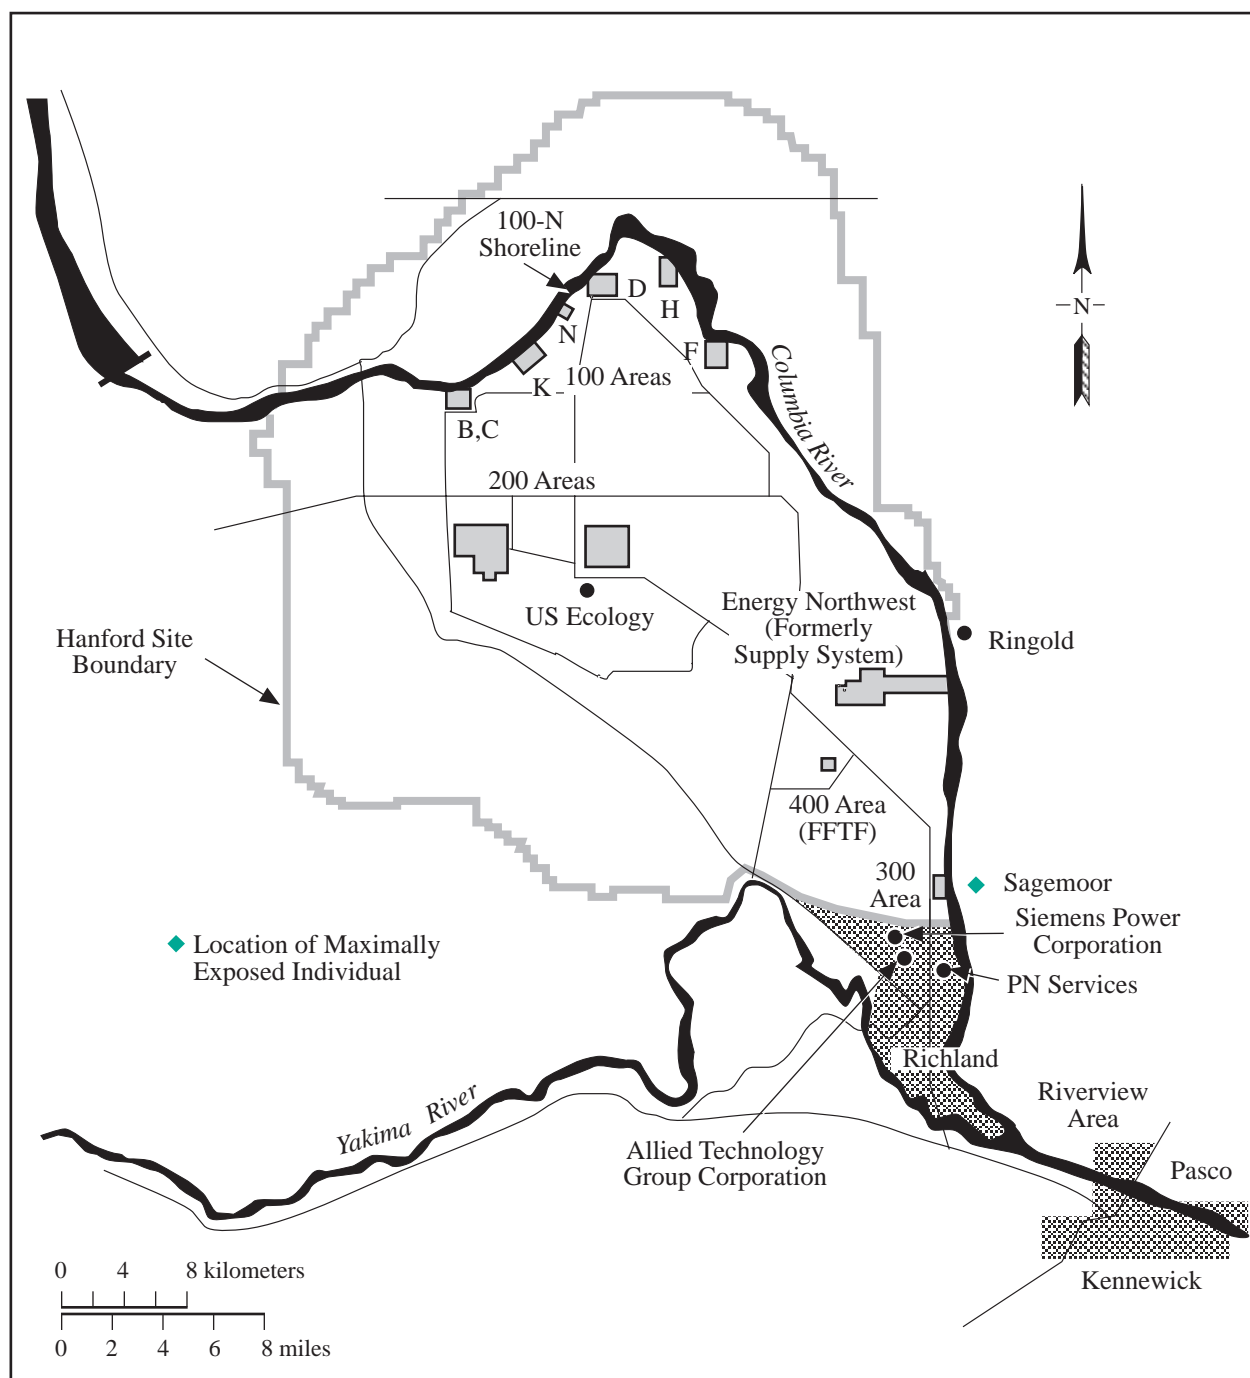 100-N
Shoreline
D
H
N
F
K
100 Areas
B,C
Columbia River
N
200 Areas
US Ecology
Energy Northwest
(Formerly
Supply System)
Ringold
Hanford Site
Boundary
400 Area
(FFTF)
300
Area
Sagemoor
Siemens Power
Corporation
PN Services
Location of Maximally
Exposed Individual
Richland
Riverview
Area
Yakima River
Allied Technology
Group Corporation
Pasco
Kennewick
0 4 8 kilometers
0 2 4 6 8 miles